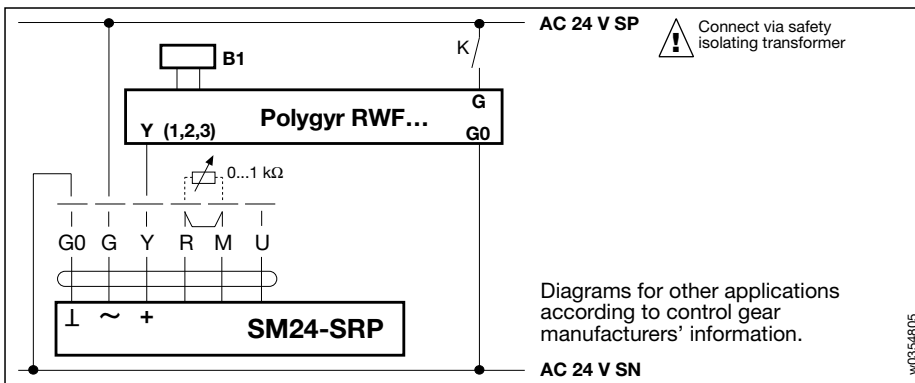 AC 24 V SP
Connect via safety
isolating transformer
K
B1
G
Polygyr RWF...
Y (1,2,3)
G0
0...1 kΩ
G0 G Y R M U
⊥ ~ +
SM24-SRP
Diagrams for other applications
according to control gear
manufacturers' information.
AC 24 V SN
w0354805